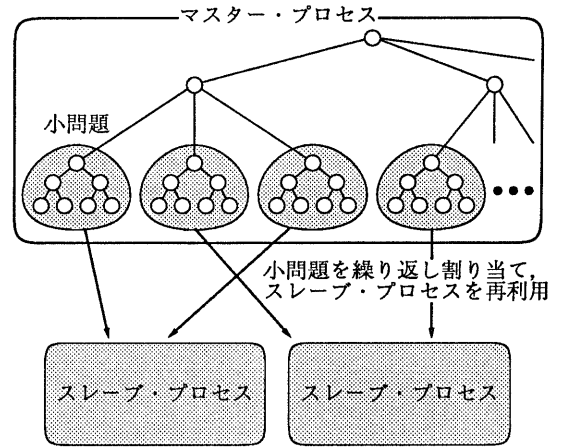 マスター・プロセス
小問題
小問題を繰り返し割り当て，
スレーブ・プロセスを再利用
スレーブ・プロセス
スレーブ・プロセス